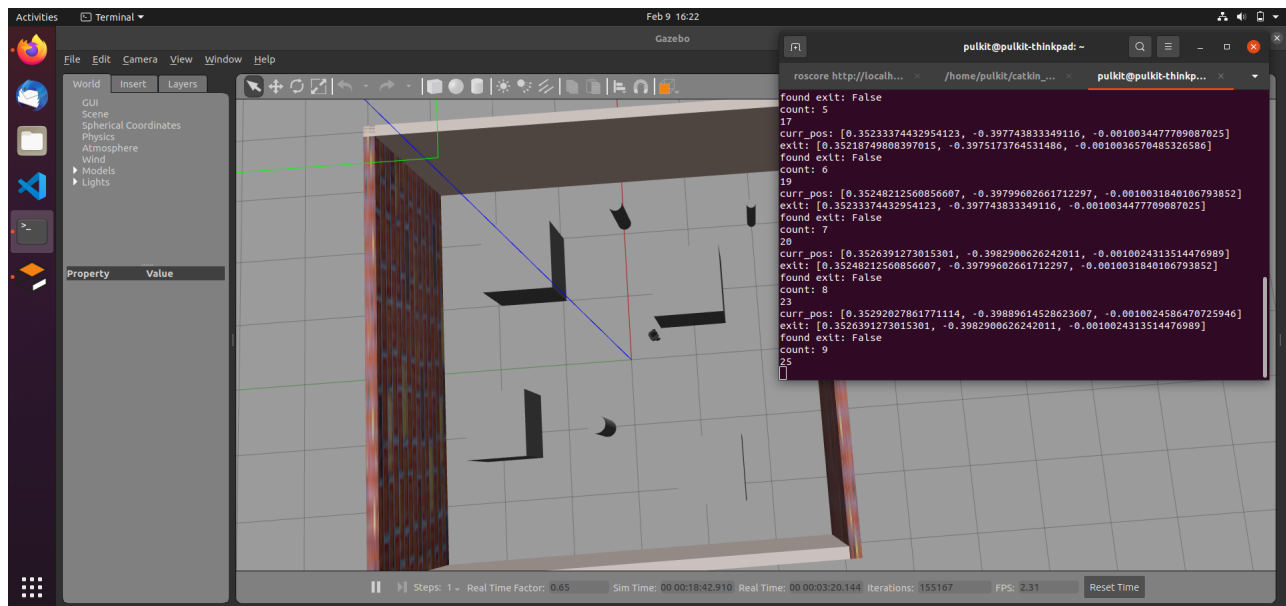 Activities Terminal Feb 9 16:22
Gazebo
File Edit Camera View Window Help
World Insert Layers
GUI
Scene
Spherical Coordinates
Physics
Atmosphere
Wind
Models
Lights
Property Value
pulkit@pulkit-thinkpad: ~
roscore http://localh... /home/pulkit/catkin_... pulkit@pulkit-thinkp...
found exit: False
count: 5
17
curr_pos: [0.35233374432954123, -0.397743833349116, -0.0010034477709087025]
exit: [0.35218749808397015, -0.3975173764531486, -0.0010036570485326586]
found exit: False
count: 6
19
curr_pos: [0.35248212560856607, -0.39799602661712297, -0.0010031840106793852]
exit: [0.35233374432954123, -0.397743833349116, -0.0010034477709087025]
found exit: False
count: 7
20
curr_pos: [0.3526391273015301, -0.3982900626242011, -0.0010024313514476989]
exit: [0.35248212560856607, -0.39799602661712297, -0.0010031840106793852]
found exit: False
count: 8
23
curr_pos: [0.35292027861771114, -0.39889614528623607, -0.0010024586470725946]
exit: [0.3526391273015301, -0.3982900626242011, -0.0010024313514476989]
found exit: False
count: 9
25
Steps: 1 Real Time Factor: 0.65 Sim Time: 00 00:18:42.910 Real Time: 00 00:03:20.144 Iterations: 155167 FPS: 2.31 Reset Time